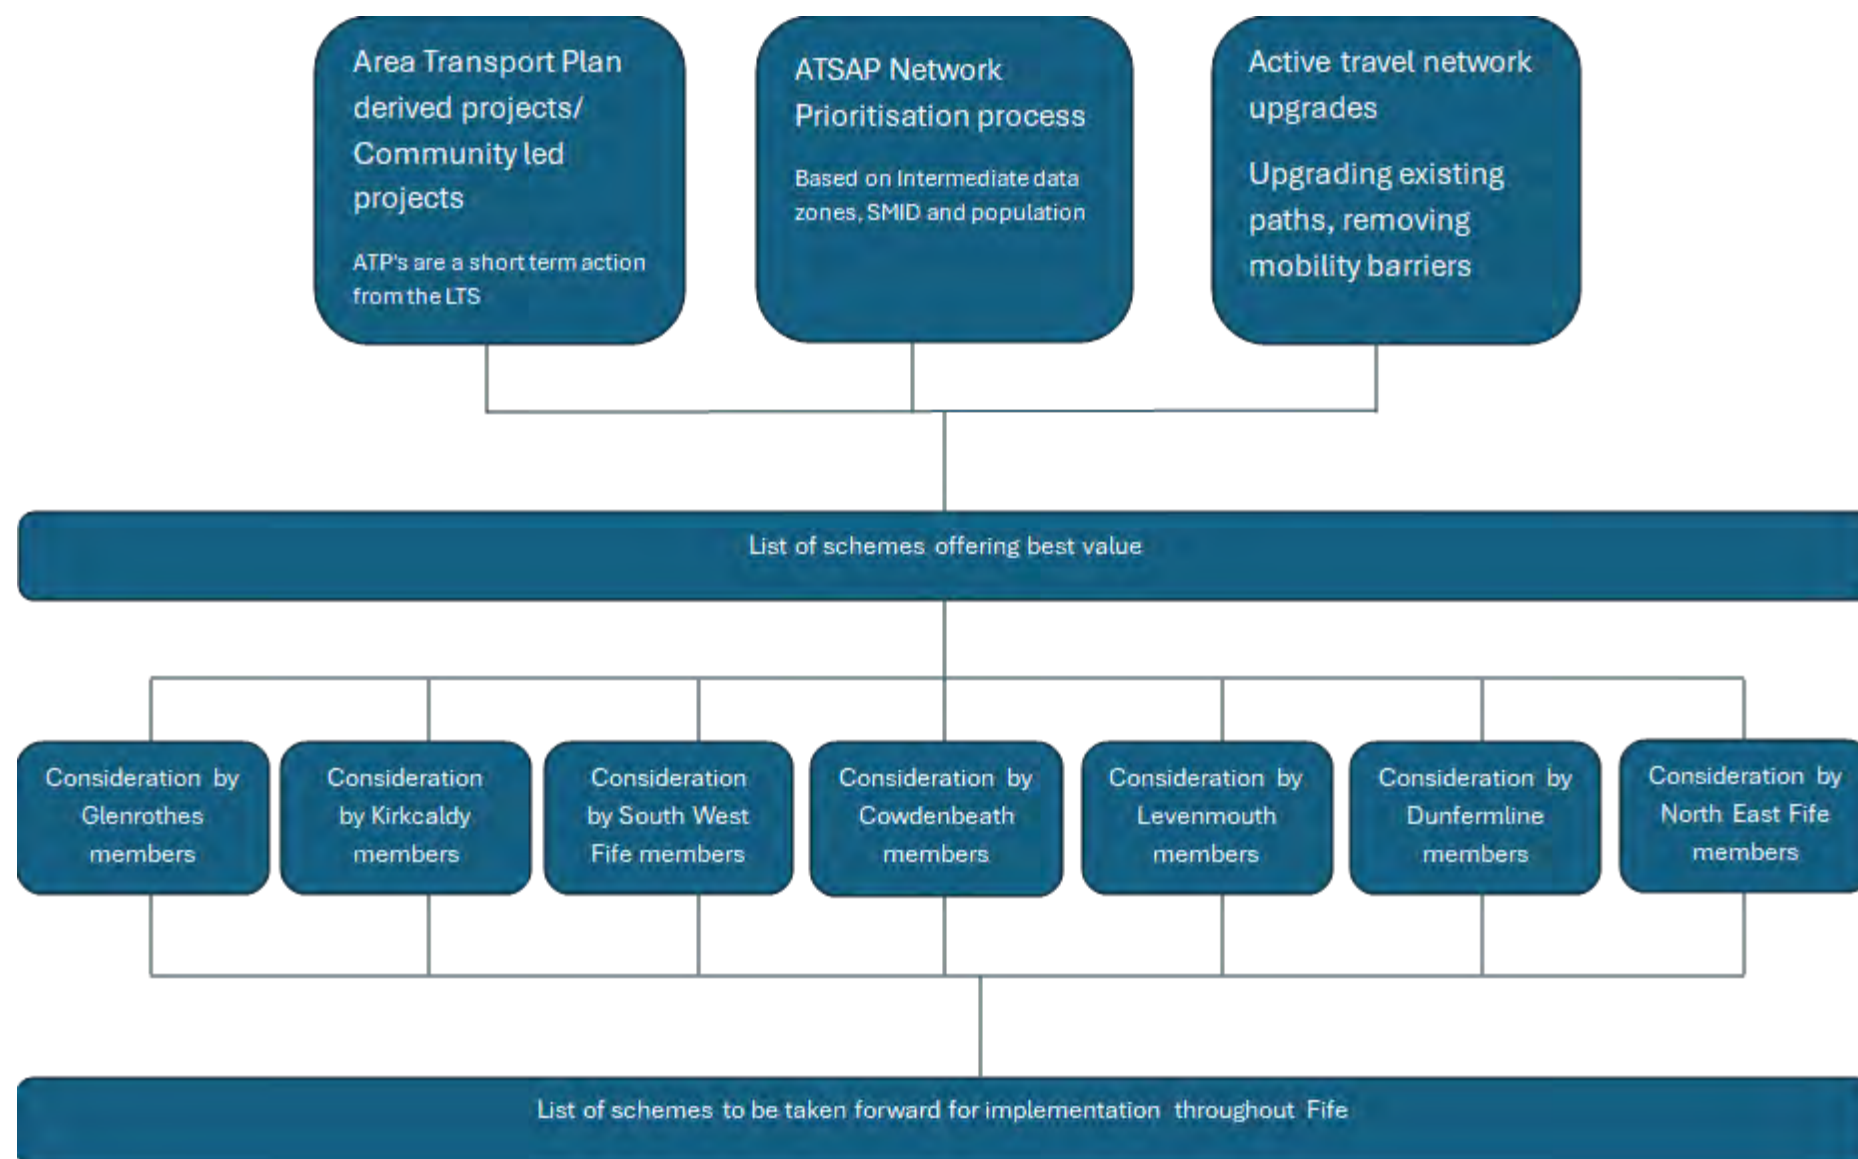 Area Transport Plan
derived projects/
Community led
projects
ATP's are a short term action
from the LTS
ATSAP Network
Prioritisation process
Based on Intermediate data
zones, SMID and population
Active travel network
upgrades
Upgrading existing
paths, removing
mobility barriers
List of schemes offering best value
Consideration by
Glenrothes
members
Consideration
by Kirkcaldy
members
Consideration
by South West
Fife members
Consideration by
Cowdenbeath
members
Consideration by
Levenmouth
members
Consideration by
Dunfermline
members
Consideration by
North East Fife
members
List of schemes to be taken forward for implementation throughout Fife